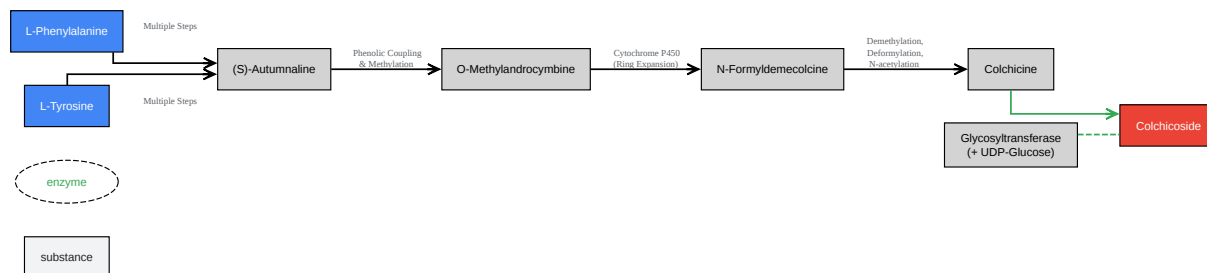 L-Phenylalanine
Multiple Steps
(S)-Autumnaline
Phenolic Coupling
& Methylation
O-Methylandrocymbine
Cytochrome P450
(Ring Expansion)
N-Formyldemecolcine
Demethylation,
Deformylation,
N-acetylation
Colchicine
L-Tyrosine
Multiple Steps
Glycosyltransferase
(+ UDP-Glucose)
Colchicoside
enzyme
substance